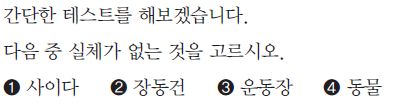 간단한 테스트를 해보겠습니다.
다음 중 실체가 없는 것을 고르시오.
❶ 사이다 ❷ 장동건 ❸ 운동장 ❹ 동물